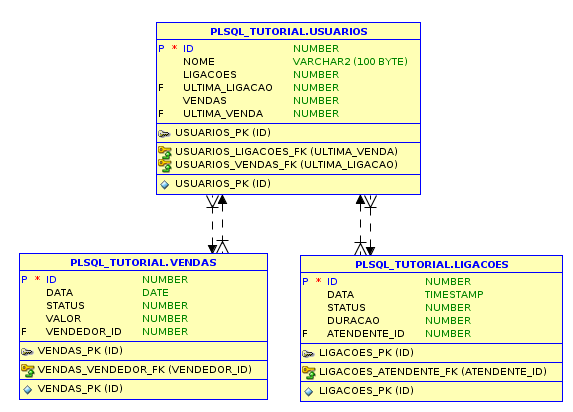 PLSQL_TUTORIAL.USUARIOS
P * ID NUMBER
NOME VARCHAR2 (100 BYTE)
LIGACOES NUMBER
F ULTIMA_LIGACAO NUMBER
VENDAS NUMBER
F ULTIMA_VENDA NUMBER
USUARIOS_PK (ID)
USUARIOS_LIGACOES_FK (ULTIMA_VENDA)
USUARIOS_VENDAS_FK (ULTIMA_LIGACAO)
USUARIOS_PK (ID)
PLSQL_TUTORIAL.VENDAS
P * ID NUMBER
DATA DATE
STATUS NUMBER
VALOR NUMBER
F VENDEDOR_ID NUMBER
VENDAS_PK (ID)
VENDAS_VENDEDOR_FK (VENDEDOR_ID)
VENDAS_PK (ID)
PLSQL_TUTORIAL.LIGACOES
P * ID NUMBER
DATA TIMESTAMP
STATUS NUMBER
DURACAO NUMBER
F ATENDENTE_ID NUMBER
LIGACOES_PK (ID)
LIGACOES_ATENDENTE_FK (ATENDENTE_ID)
LIGACOES_PK (ID)